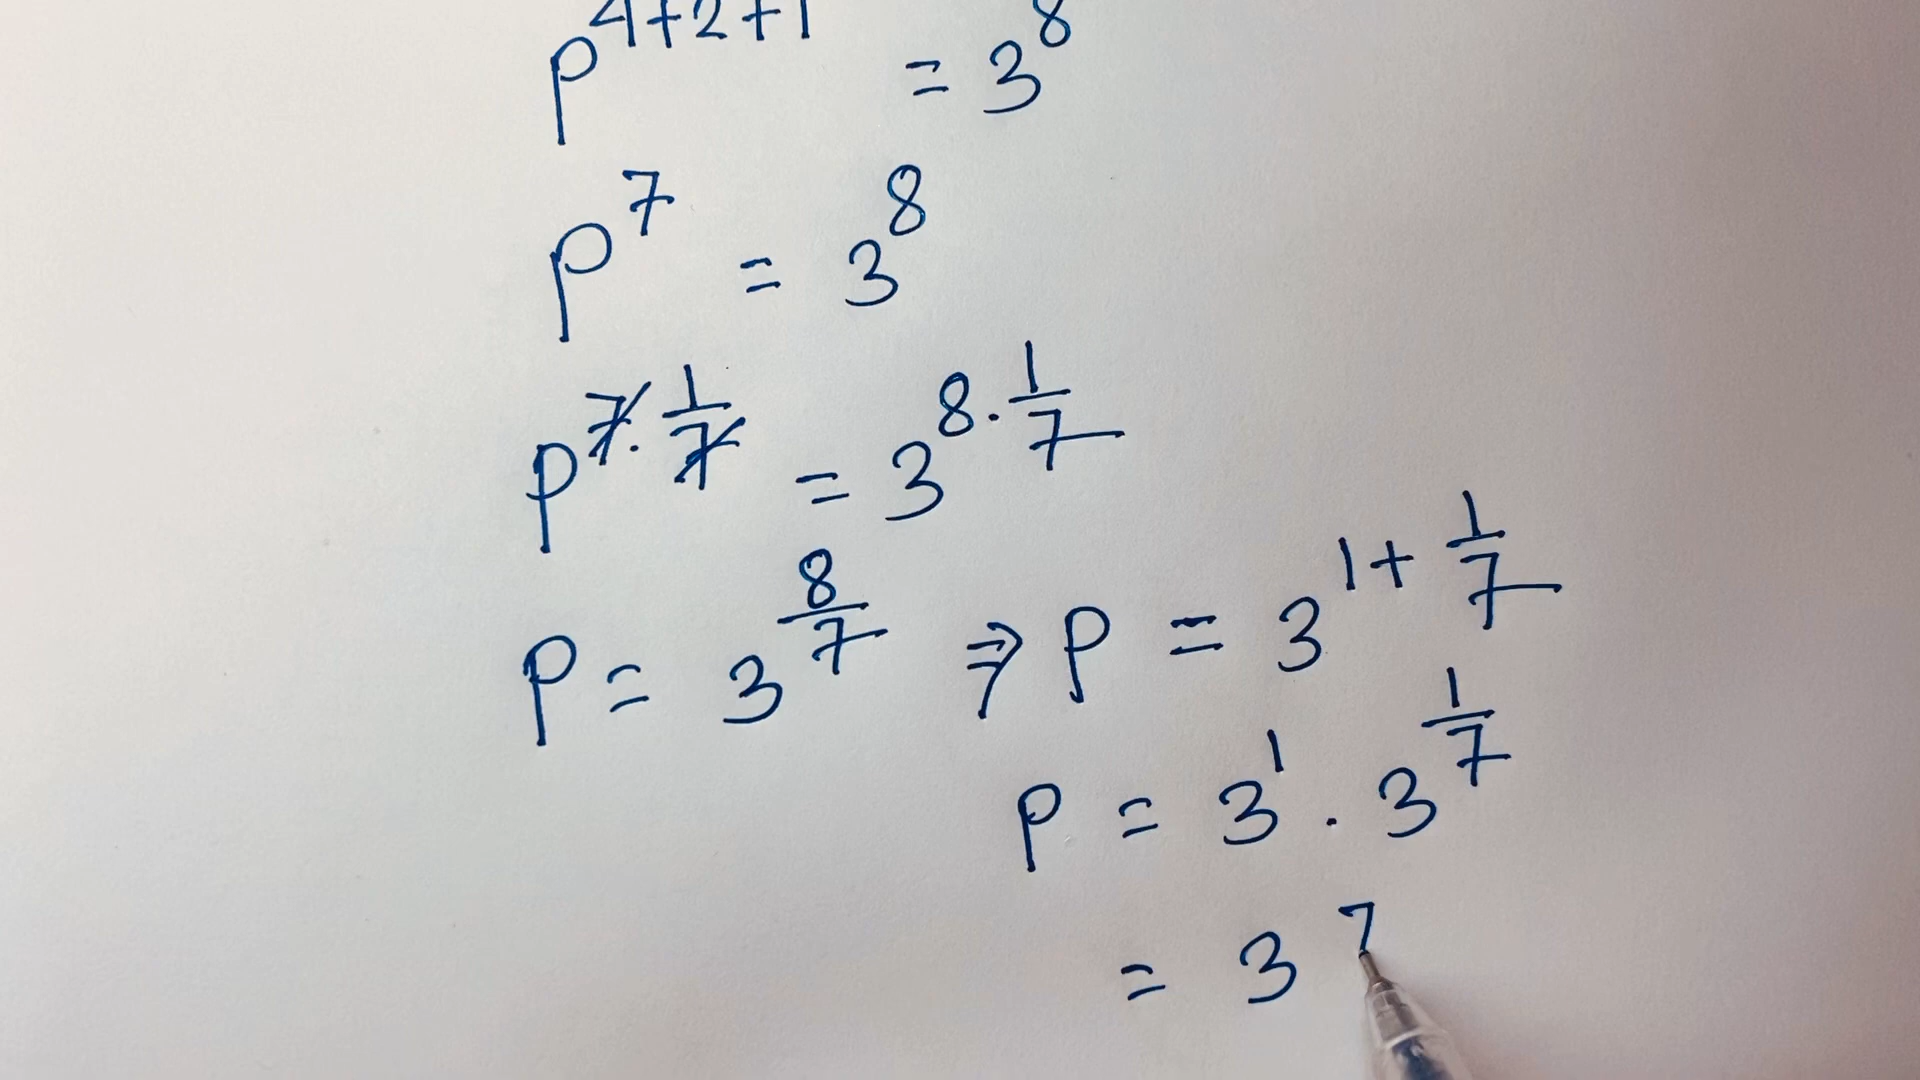 p^{4+2+1} = 3^8
p^7 = 3^8
p^{7·1/7} = 3^{8·1/7}
p = 3^{8/7} ⇒ p = 3^{1+1/7}
p = 3^1 · 3^{1/7}
= 3 7